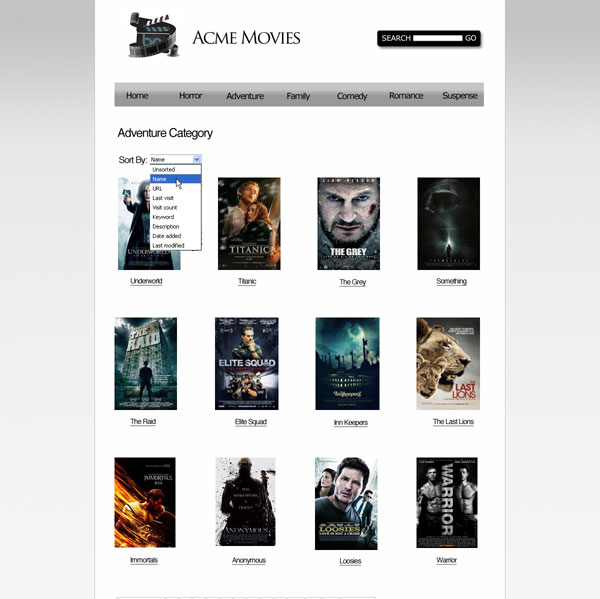 ACME MOVIES
SEARCH GO
Home Horror Adventure Family Comedy Romance Suspense
Adventure Category
Sort By: Name
Unsorted
Name
URL
Last visit
Visit count
Keyword
Description
Date added
Last modified
UNDERWORLD
TITANIC
LIAM NEESON
THE GREY
Underworld Titanic The Grey Something
THE RAID
ELITE SQUAD
THE LAST LIONS
The Raid Elite Squad Inn Keepers The Last Lions
IMMORTALS
ANONYMOUS
LOOSIES
WARRIOR
Immortals Anonymous Loosies Warrior